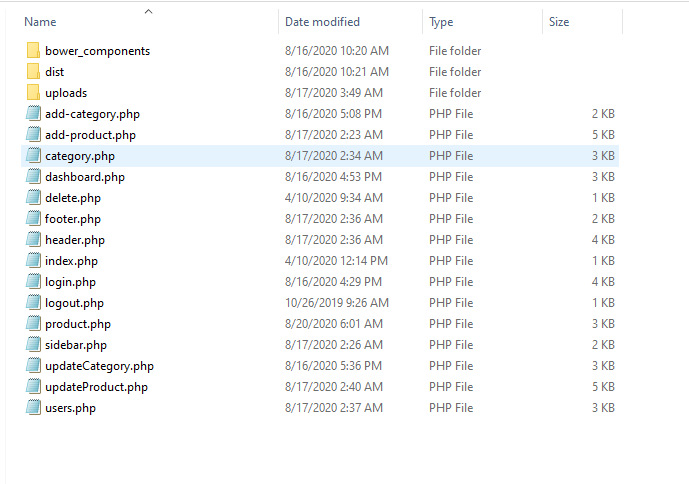 Name Date modified Type Size
bower_components 8/16/2020 10:20 AM File folder
dist 8/16/2020 10:21 AM File folder
uploads 8/17/2020 3:49 AM File folder
add-category.php 8/16/2020 5:08 PM PHP File 2 KB
add-product.php 8/17/2020 2:23 AM PHP File 5 KB
category.php 8/17/2020 2:34 AM PHP File 3 KB
dashboard.php 8/16/2020 4:53 PM PHP File 2 KB
delete.php 4/10/2020 9:34 AM PHP File 1 KB
footer.php 8/17/2020 2:36 AM PHP File 2 KB
header.php 8/17/2020 2:36 AM PHP File 4 KB
index.php 4/10/2020 12:14 PM PHP File 1 KB
login.php 8/16/2020 4:29 PM PHP File 4 KB
logout.php 10/26/2019 9:26 AM PHP File 1 KB
product.php 8/20/2020 6:01 AM PHP File 3 KB
sidebar.php 8/17/2020 2:26 AM PHP File 2 KB
updateCategory.php 8/16/2020 5:36 PM PHP File 3 KB
updateProduct.php 8/17/2020 2:40 AM PHP File 5 KB
users.php 8/17/2020 2:37 AM PHP File 3 KB